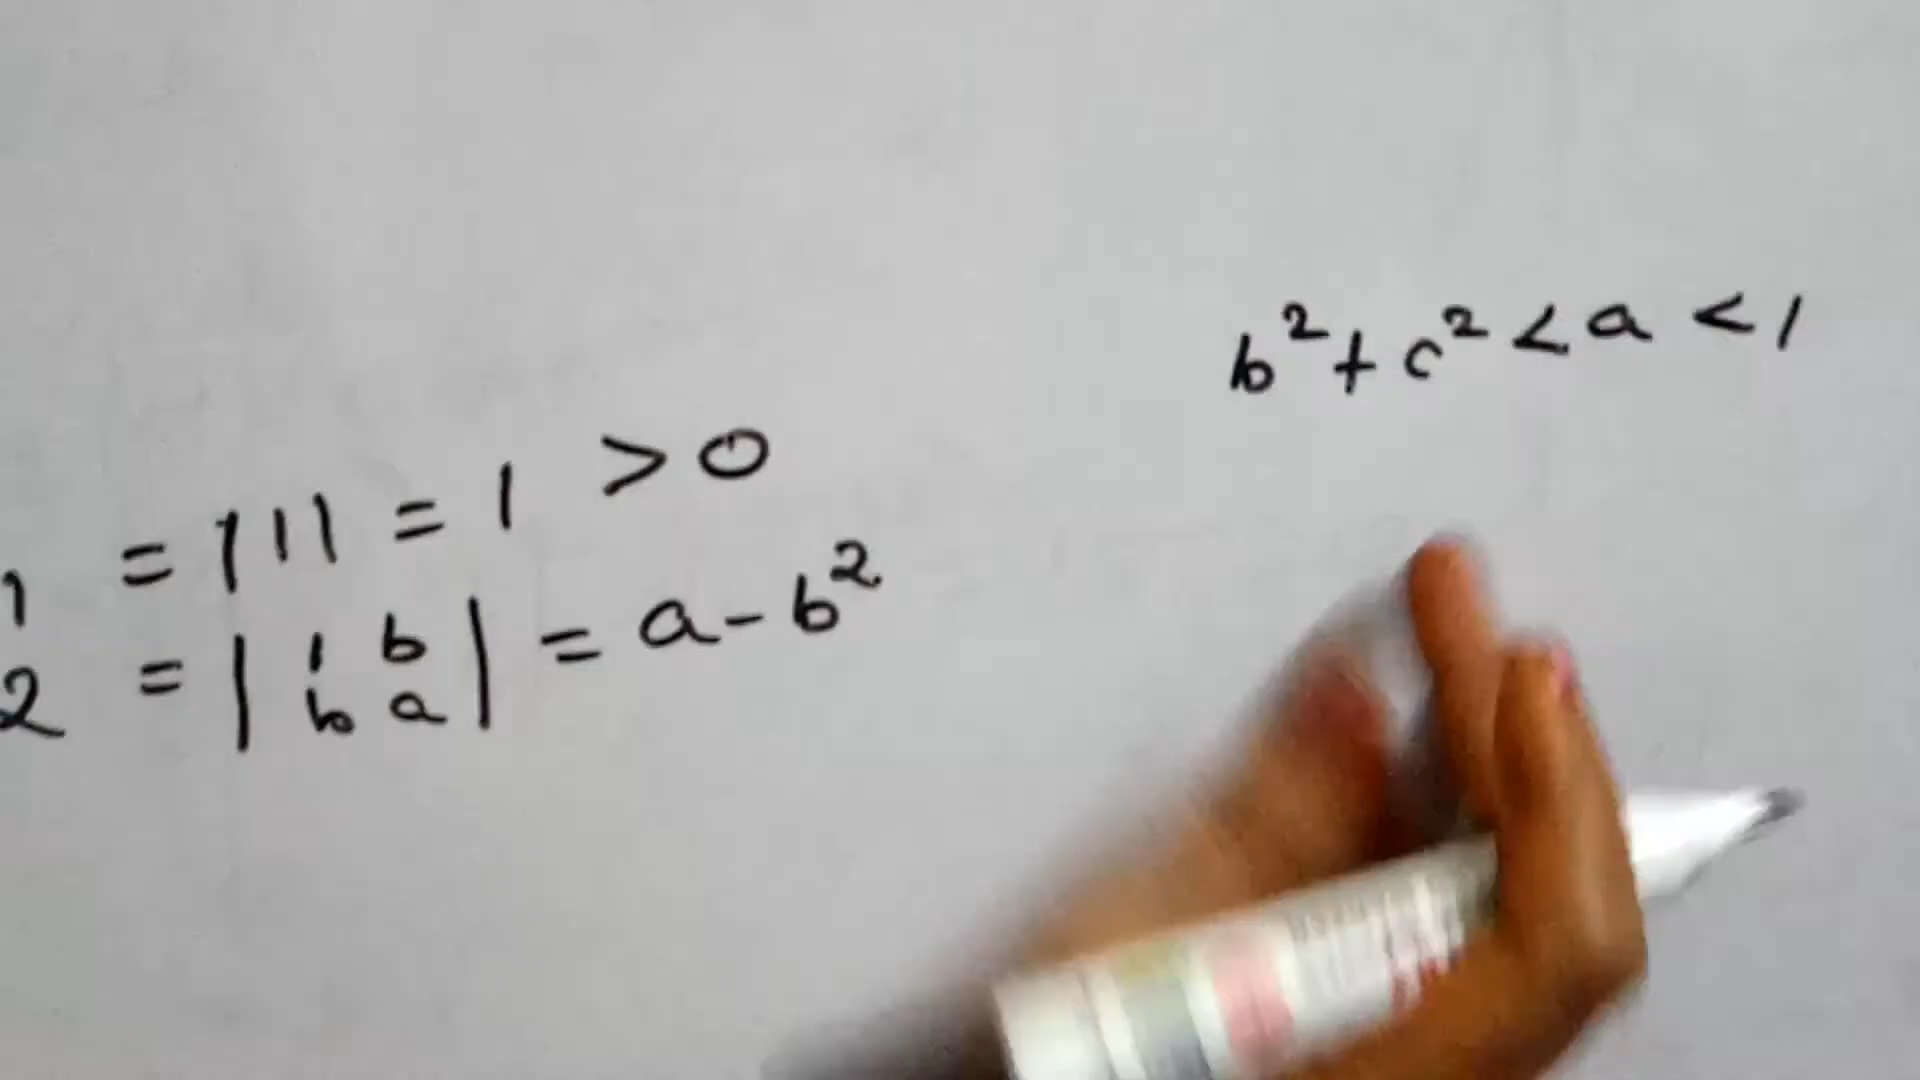 b² + c² < a < 1
1 = |1| = 1 > 0
2 = | 1 b | = a - b²
b a